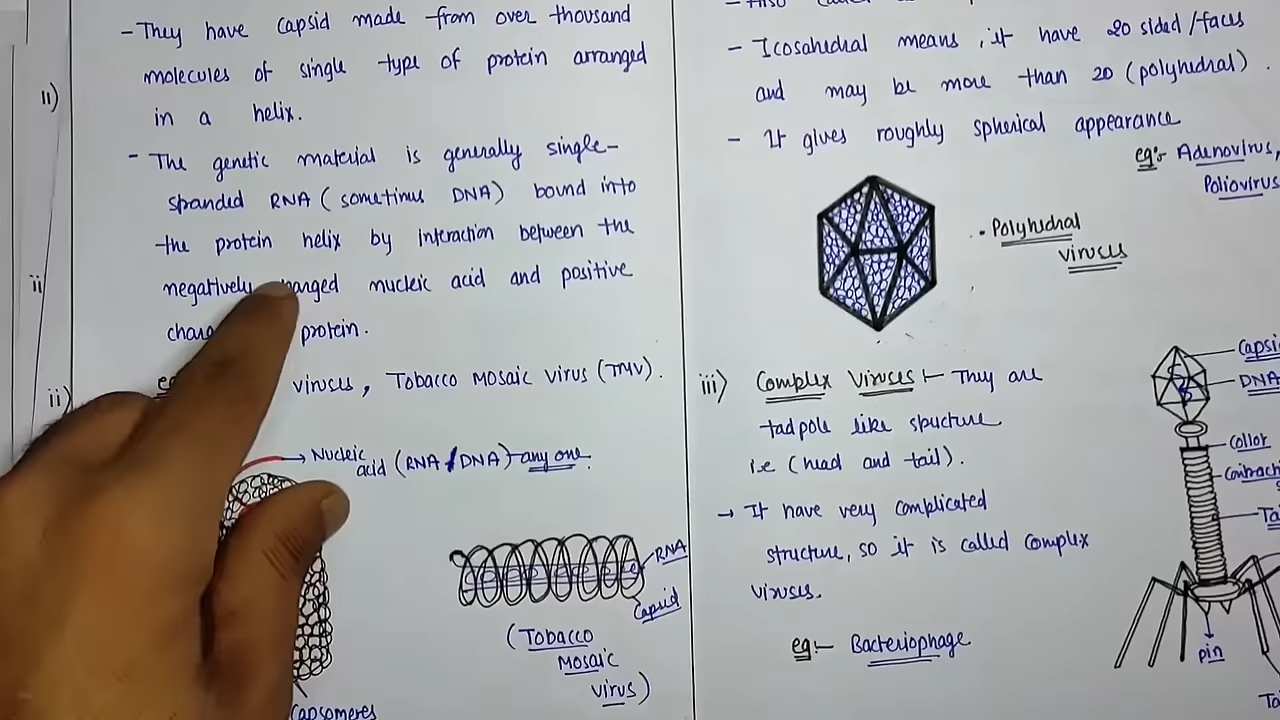 - They have capsid made from over thousand
molecules of single type of protein arranged
in a helix.
ii)
- The genetic material is generally single-
stranded RNA (sometimes DNA) bound into
the protein helix by interaction between the
negatively charged nucleic acid and positive
protein.
ii
ii)
viruses, Tobacco Mosaic Virus (TMV).
→ Nucleic
acid (RNA / DNA) - any one.
RNA
Capsid
(Tobacco
Mosaic
virus)
Capsomeres
- Icosahedral means, it have 20 sided/faces
and may be more than 20 (polyhedral).
- It gives roughly spherical appearance
eg:- Adenovirus,
Poliovirus
• Polyhedral
viruses
iii) Complex Viruses :- They are
tadpole like structure
i.e (head and tail).
→ It have very complicated
structure, so it is called complex
viruses.
eg:- Bacteriophage
DNA
Collor
pin